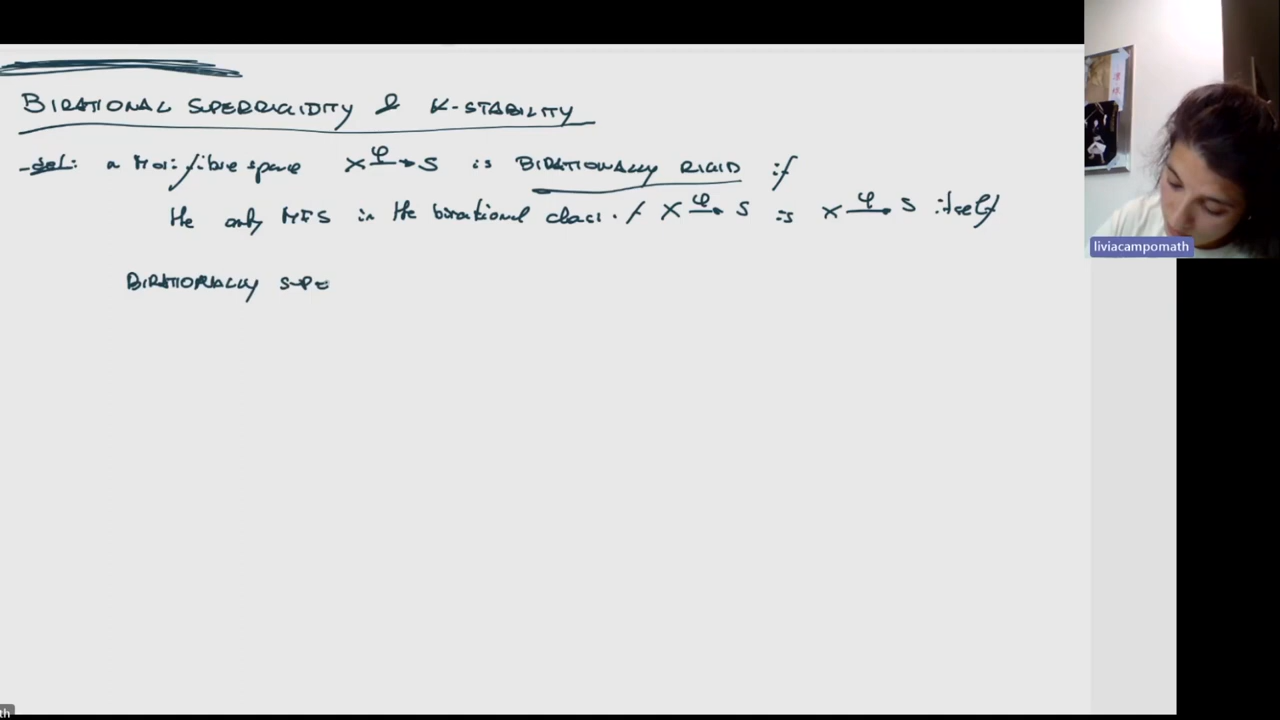 BIRATIONAL SUPERRIGIDITY & K-STABILITY
def: a Mori fibre space X φ→ S is BIRATIONALLY RIGID if
the only MFS in the birational class of X φ→ S is X φ→ S itself
BIRATIONALLY SUPE
liviacampomath
th